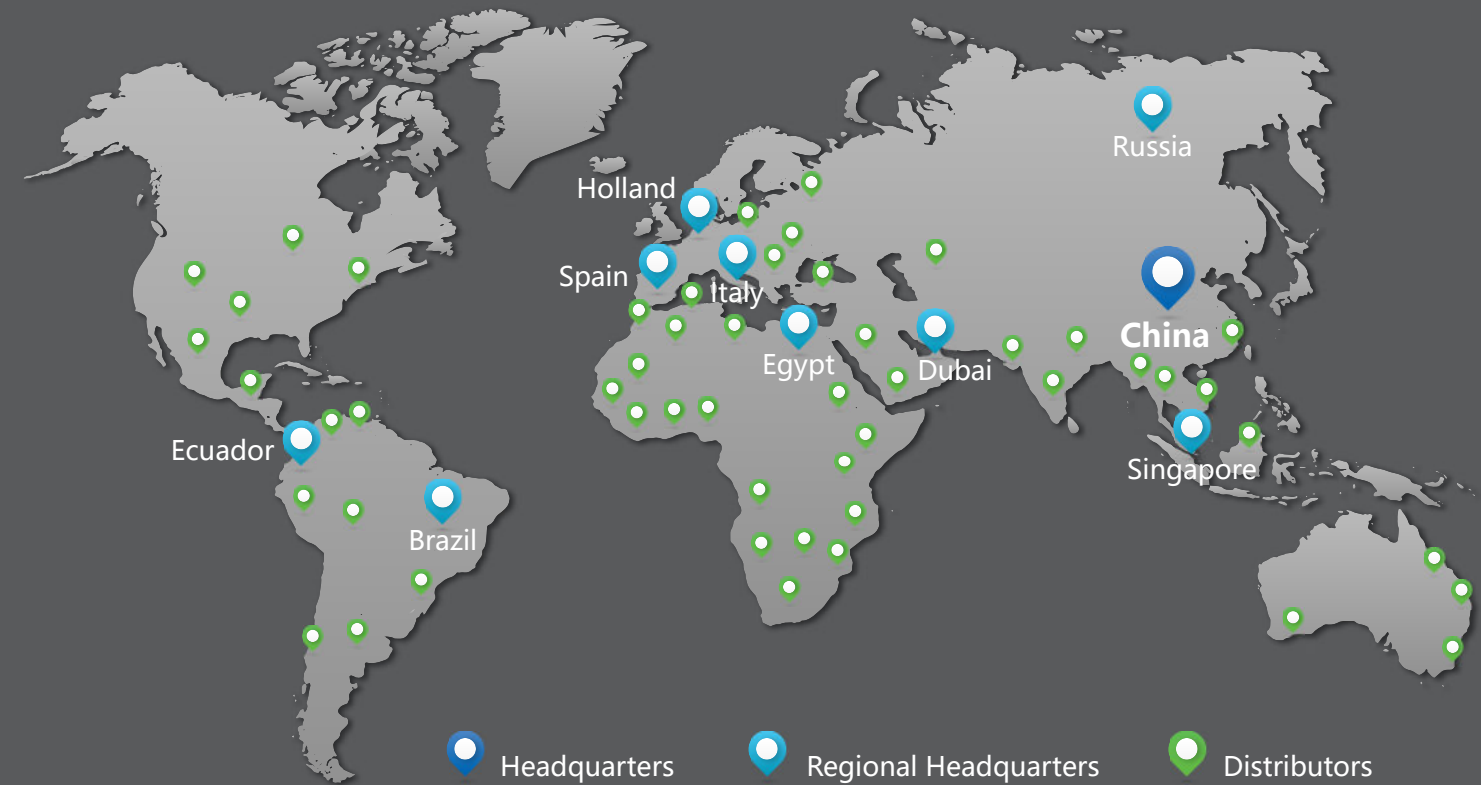 Russia
Holland
Spain
Italy
China
Egypt
Dubai
Ecuador
Singapore
Brazil
Headquarters
Regional Headquarters
Distributors